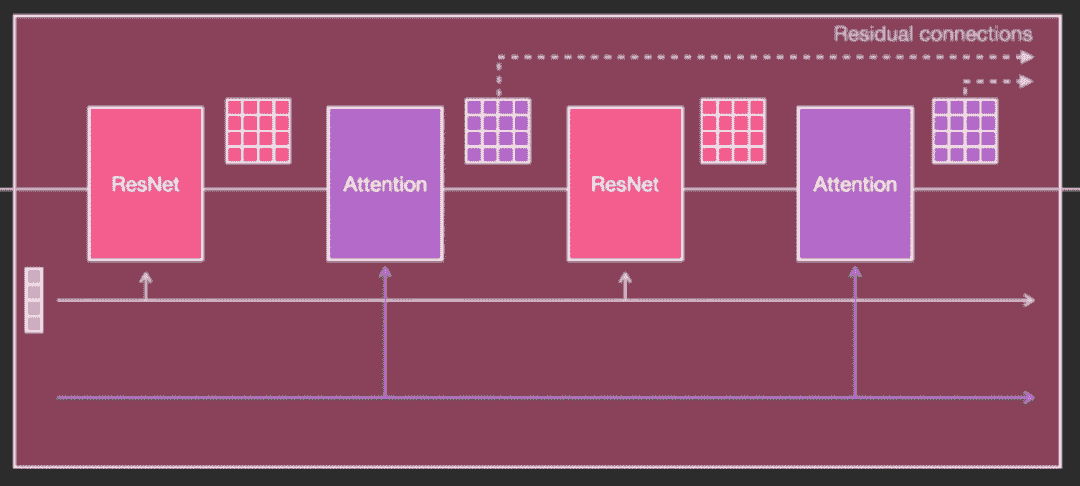 Residual connections
ResNet
Attention
ResNet
Attention